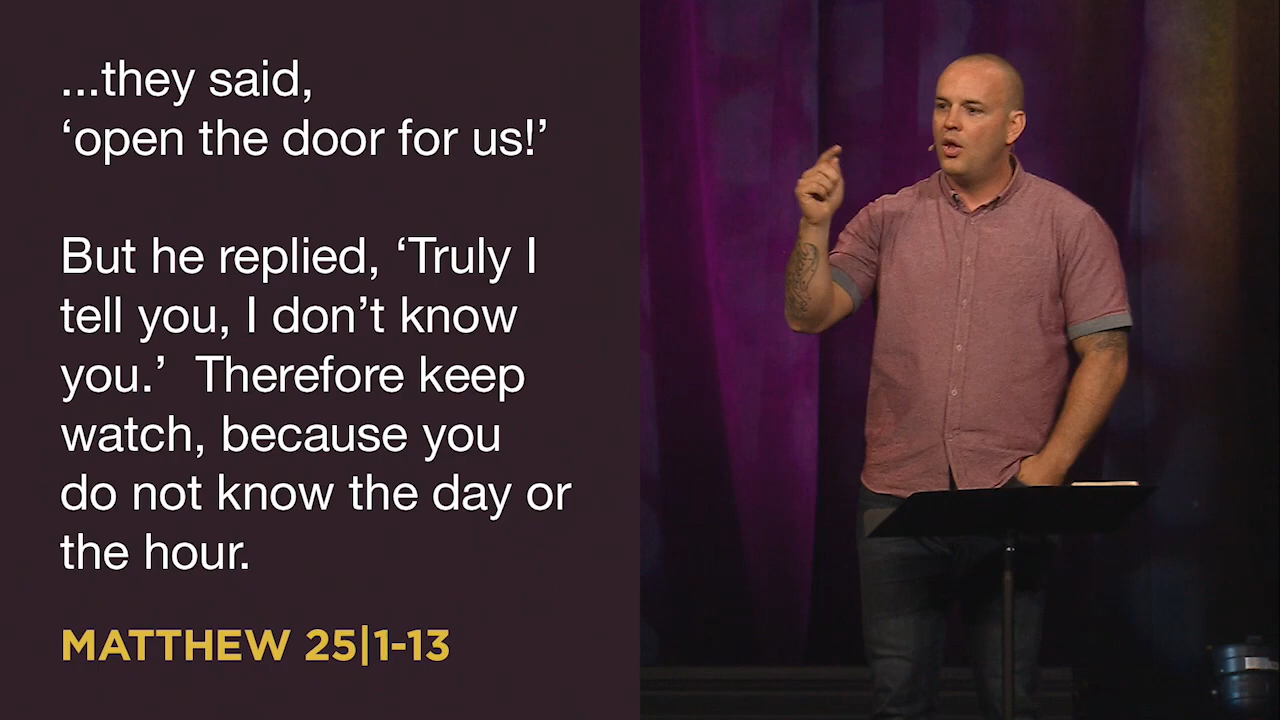 ...they said,
‘open the door for us!’
But he replied, ‘Truly I
tell you, I don’t know
you.’  Therefore keep
watch, because you
do not know the day or
the hour.
MATTHEW 25|1-13